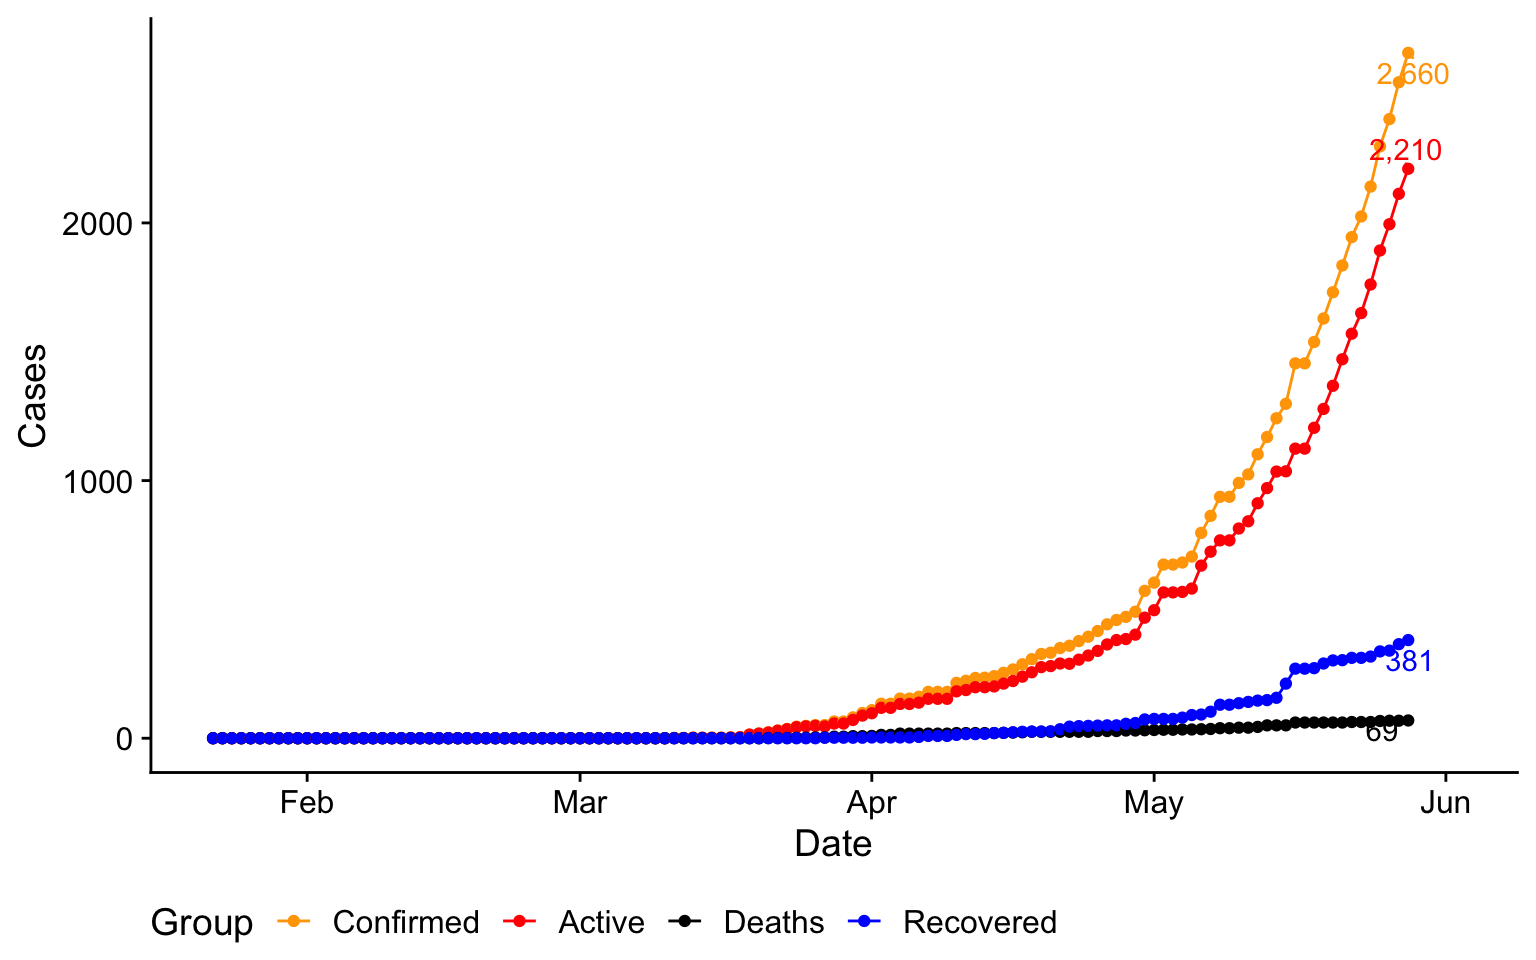 2,660
2,210
2000
Cases
1000
381
69
0
Feb Mar Apr May Jun
Date
Group Confirmed Active Deaths Recovered